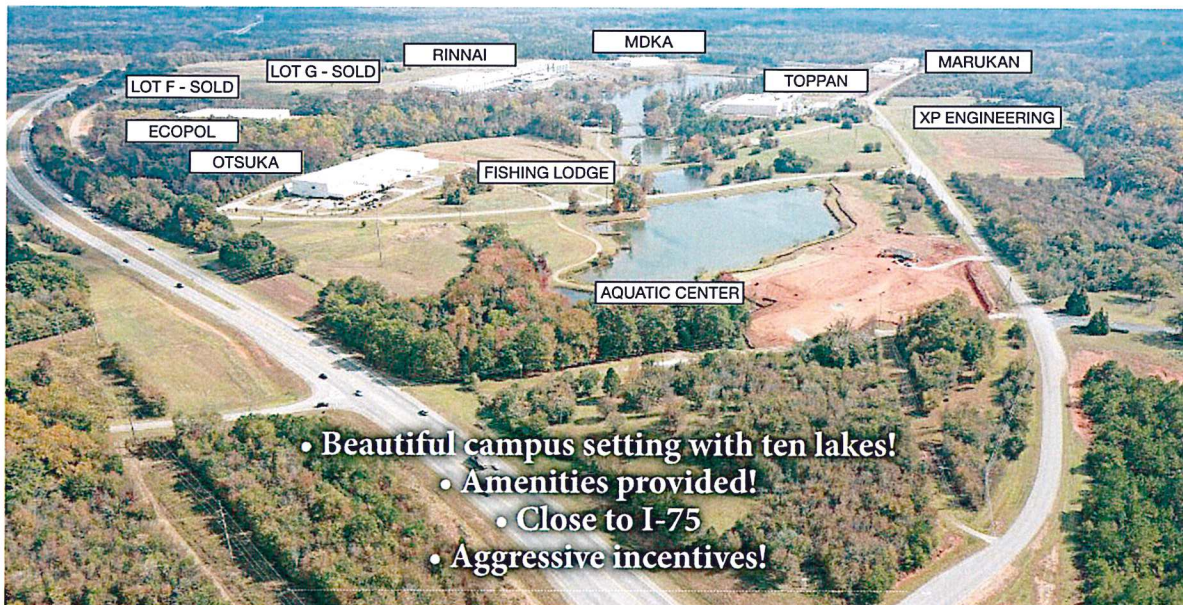 MDKA
RINNAI
MARUKAN
LOT G - SOLD
TOPPAN
LOT F - SOLD
XP ENGINEERING
ECOPOL
OTSUKA
FISHING LODGE
AQUATIC CENTER
• Beautiful campus setting with ten lakes!
• Amenities provided!
• Close to I-75
• Aggressive incentives!